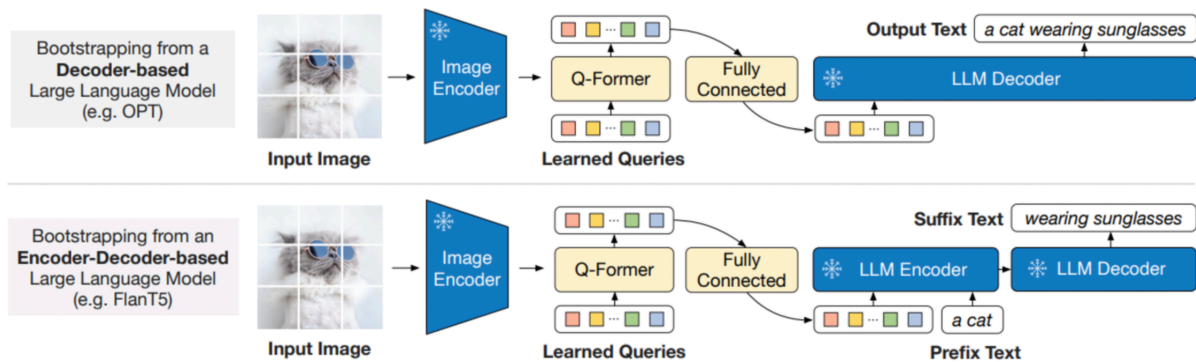 Bootstrapping from a
Decoder-based
Large Language Model
(e.g. OPT)
Input Image
Image
Encoder
Q-Former
Learned Queries
Fully
Connected
Output Text
a cat wearing sunglasses
LLM Decoder
Bootstrapping from an
Encoder-Decoder-based
Large Language Model
(e.g. FlanT5)
Input Image
Image
Encoder
Q-Former
Learned Queries
Fully
Connected
Suffix Text
wearing sunglasses
LLM Encoder
LLM Decoder
a cat
Prefix Text